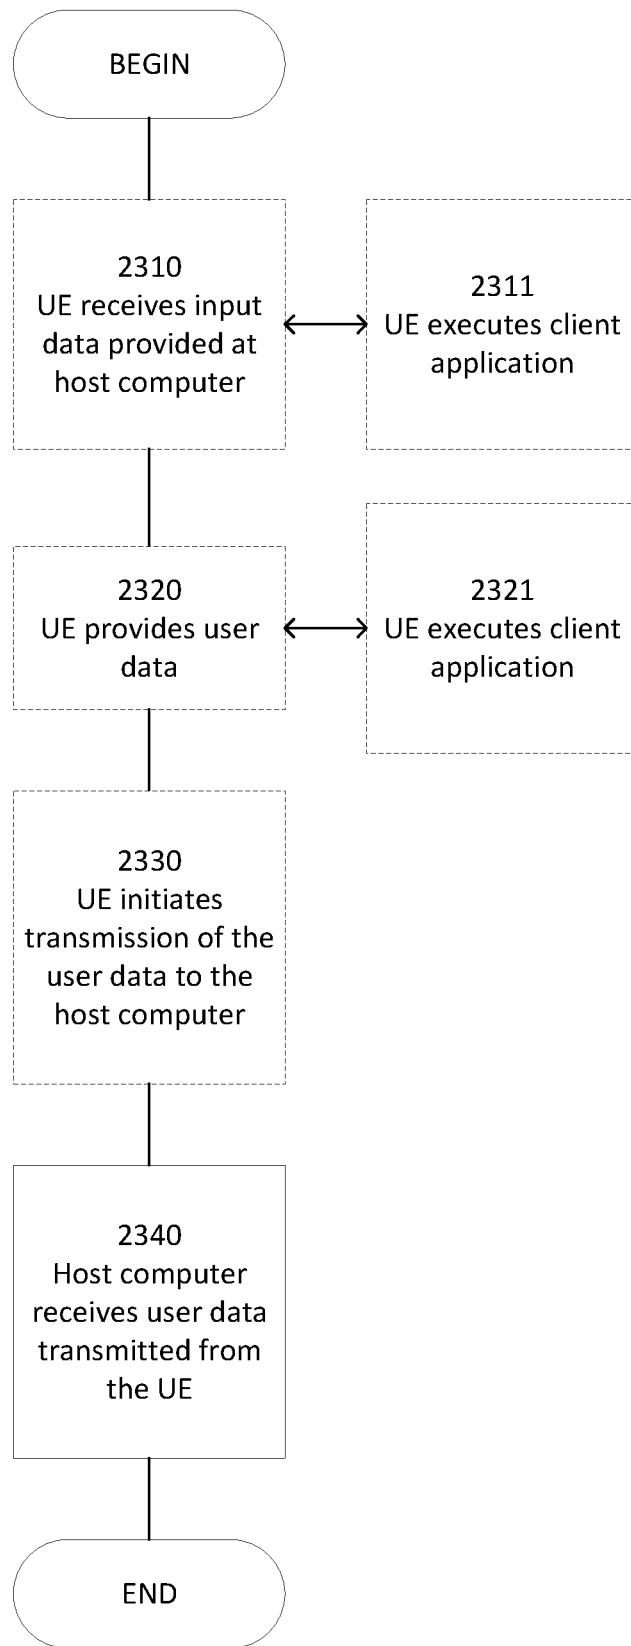 BEGIN
2310
UE receives input
data provided at
host computer
2311
UE executes client
application
2320
UE provides user
data
2321
UE executes client
application
2330
UE initiates
transmission of the
user data to the
host computer
2340
Host computer
receives user data
transmitted from
the UE
END